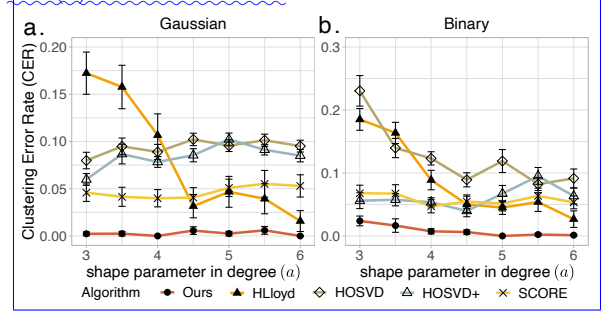 a.
Gaussian
b.
Binary
Clustering Error Rate (CER)
0.20
0.15
0.10
0.05
0.00
0.3
0.2
0.1
0.0
3 4 5 6
3 4 5 6
shape parameter in degree (a)
shape parameter in degree (a)
Algorithm Ours HLloyd HOSVD HOSVD+ SCORE